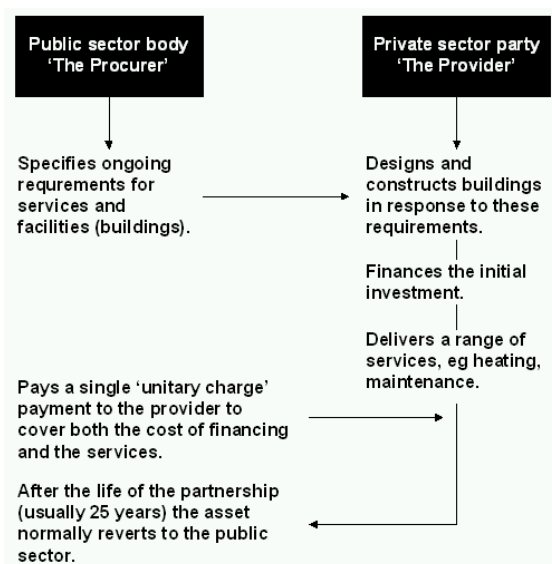 Public sector body
‘The Procurer’
Private sector party
‘The Provider’
Specifies ongoing
requrements for
services and
facilities (buildings).
Designs and
constructs buildings
in response to these
requirements.
Finances the initial
investment.
Delivers a range of
services, eg heating,
maintenance.
Pays a single ‘unitary charge’
payment to the provider to
cover both the cost of financing
and the services.
After the life of the partnership
(usually 25 years) the asset
normally reverts to the public
sector.